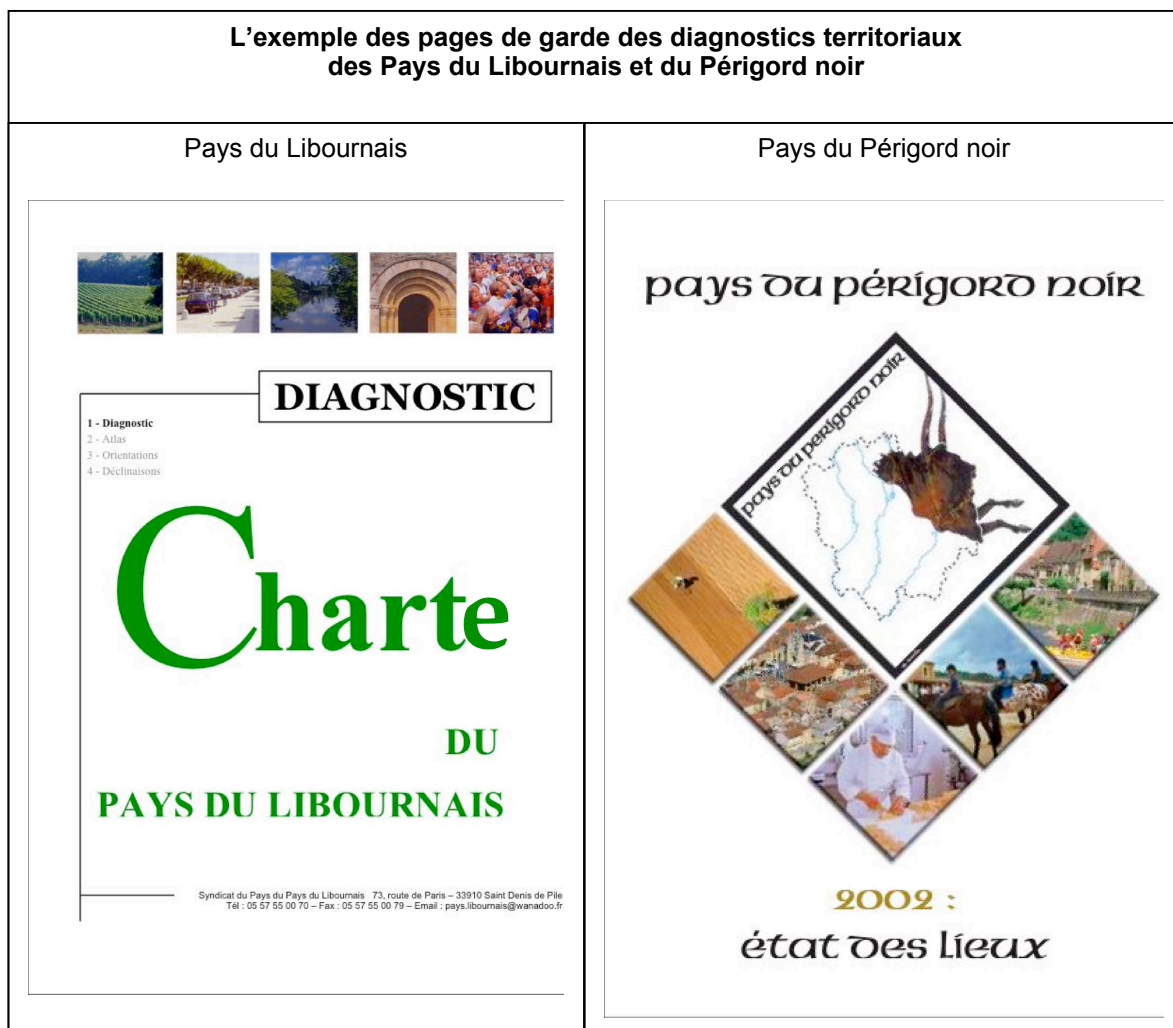 L'exemple des pages de garde des diagnostics territoriaux
des Pays du Libournais et du Périgord noir
Pays du Libournais
DIAGNOSTIC
1 - Diagnostic
2 - Atlas
3 - Orientations
4 - Déclinaisons
Charte
DU
PAYS DU LIBOURNAIS
Syndicat du Pays du Pays du Libournais 73, route de Paris – 33910 Saint Denis de Pile
Tél : 05 57 55 00 70 – Fax : 05 57 55 00 79 – Email : pays.libournais@wanadoo.fr
Pays du Périgord noir
pays du périgord noir
pays du périgord noir
2002 :
état des lieux